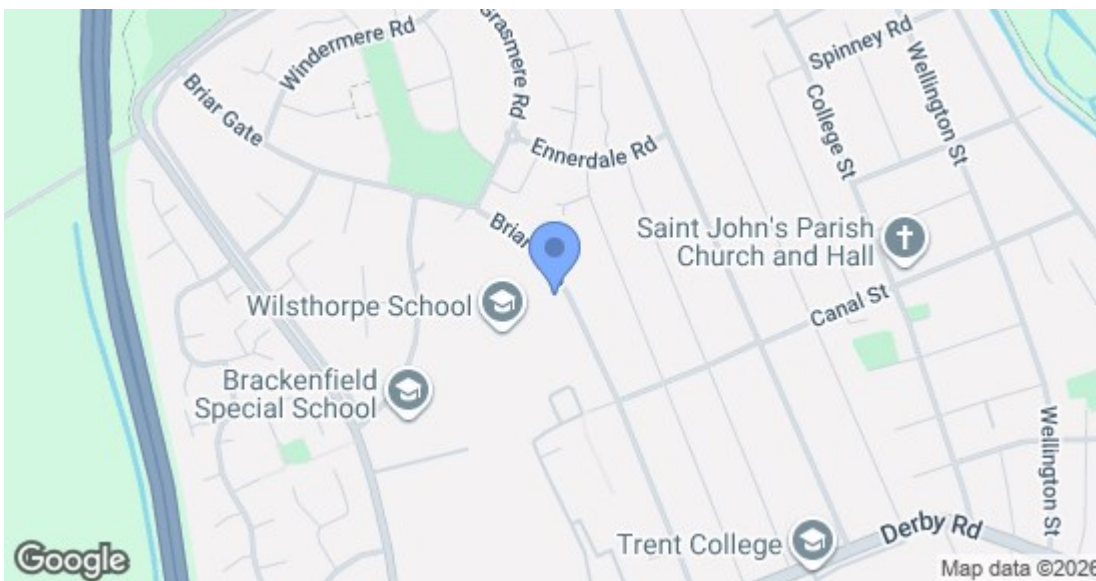 Windermere Rd
Grasmere Rd
Spinney Rd
Wellington St
College St
Briar Gate
Ennerdale Rd
Briar
Saint John's Parish
Church and Hall
Wilsthorpe School
Canal St
Brackenfield
Special School
Wellington St
Trent College
Derby Rd
Google
Map data ©2026